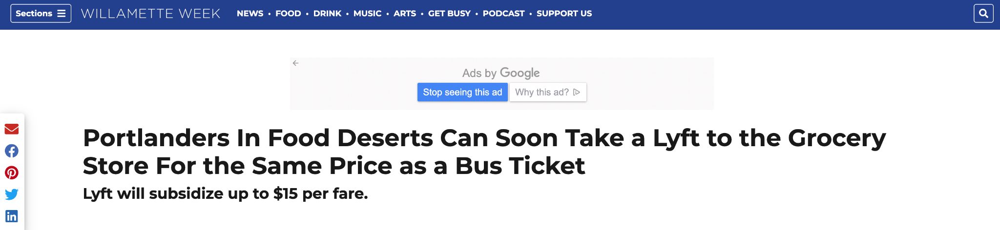 Sections WILLAMETTE WEEK NEWS • FOOD • DRINK • MUSIC • ARTS • GET BUSY • PODCAST • SUPPORT US
Ads by Google
Stop seeing this ad Why this ad?
Portlanders In Food Deserts Can Soon Take a Lyft to the Grocery
Store For the Same Price as a Bus Ticket
Lyft will subsidize up to $15 per fare.